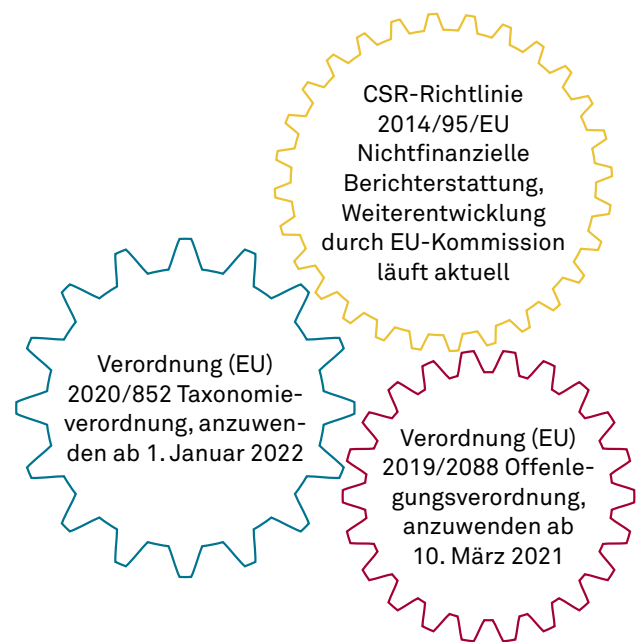 CSR-Richtlinie
2014/95/EU
Nichtfinanzielle
Berichterstattung,
Weiterentwicklung
durch EU-Kommission
läuft aktuell
Verordnung (EU)
2020/852 Taxonomie-
verordnung, anzuwen-
den ab 1. Januar 2022
Verordnung (EU)
2019/2088 Offenle-
gungsverordnung,
anzuwenden ab
10. März 2021